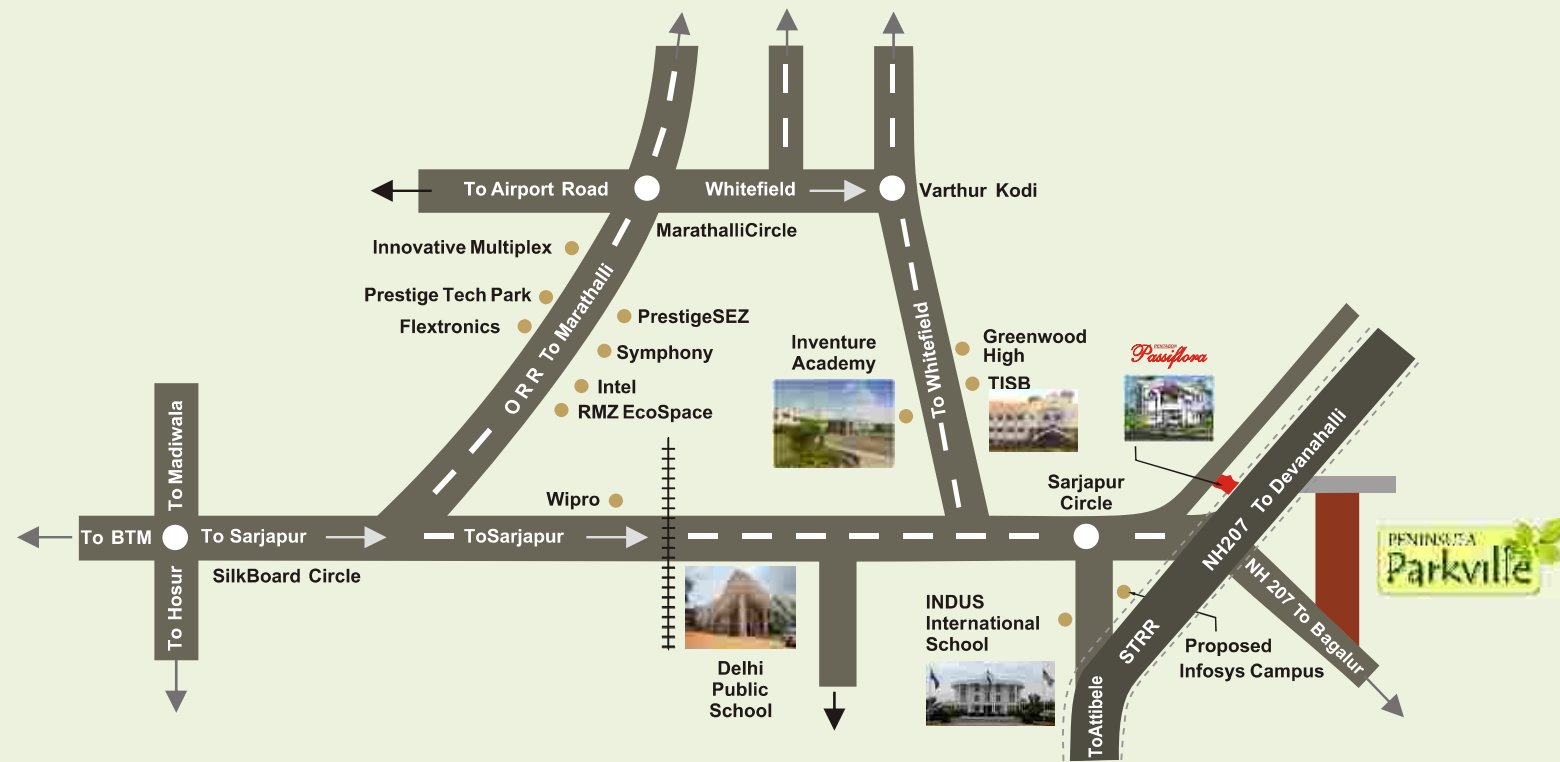 To Airport Road
Whitefield
Varthur Kodi
MarathalliCircle
Innovative Multiplex
Prestige Tech Park
Flextronics
ORR To Marathalli
PrestigeSEZ
Symphony
Intel
RMZ EcoSpace
Inventure
Academy
To Whitefield
Greenwood
High
TISB
Passiflora
To Madiwala
Wipro
Sarjapur
Circle
NH207 To Devanahalli
To BTM
To Sarjapur
ToSarjapur
SilkBoard Circle
To Hosur
PENINSULA
Parkville
NH 207 To Bagalur
INDUS
International
School
STRR
Proposed
Infosys Campus
Delhi
Public
School
ToAttibele